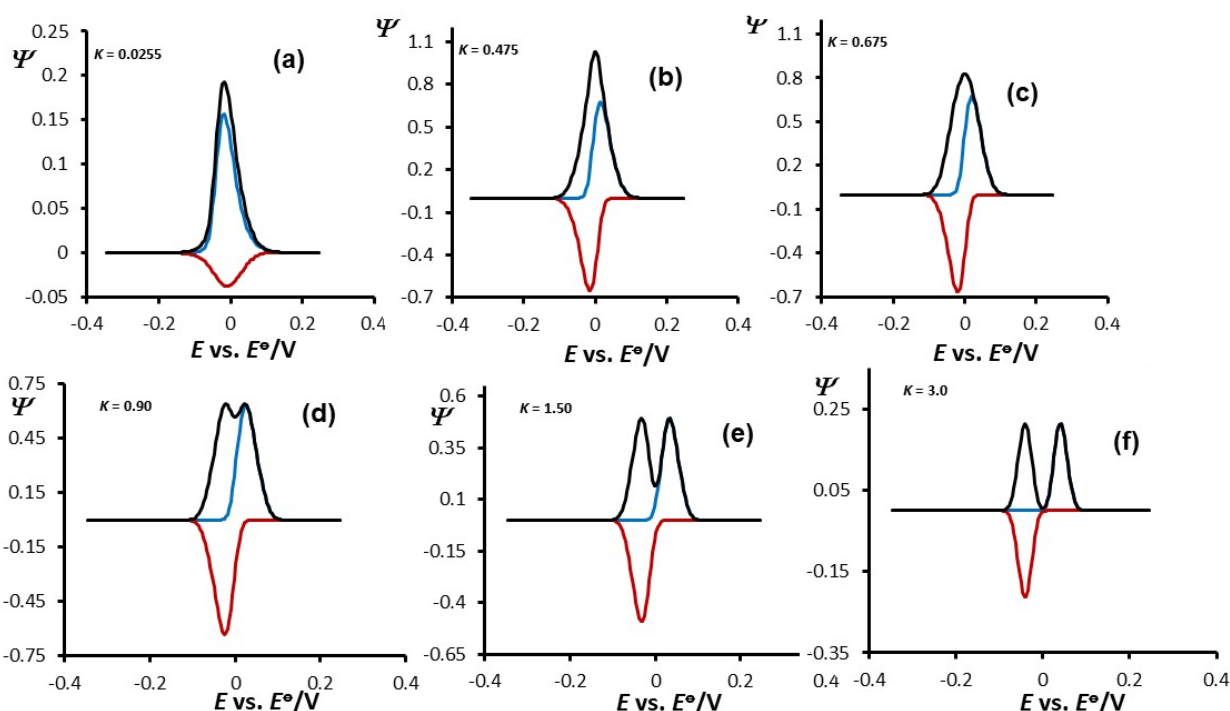 Ψ
0.25
0.2
0.15
0.1
0.05
0
-0.05
K = 0.0255
(a)
-0.4 -0.2 0 0.2 0.4
E vs. E⦵/V
Ψ
1.1
0.8
0.5
0.2
-0.1
-0.4
-0.7
K = 0.475
(b)
-0.4 -0.2 0 0.2 0.4
E vs. E⦵/V
Ψ
1.1
0.8
0.5
0.2
-0.1
-0.4
-0.7
K = 0.675
(c)
-0.4 -0.2 0 0.2 0.4
E vs. E⦵/V
0.75
Ψ
0.45
0.15
-0.15
-0.45
-0.75
K = 0.90
(d)
-0.4 -0.2 0 0.2 0.4
E vs. E⦵/V
0.6
Ψ
0.35
0.1
-0.15
-0.4
-0.65
K = 1.50
(e)
-0.4 -0.2 0 0.2 0.4
E vs. E⦵/V
Ψ
0.25
0.05
-0.15
-0.35
K = 3.0
(f)
-0.4 -0.2 0 0.2 0.4
E vs. E⦵/V